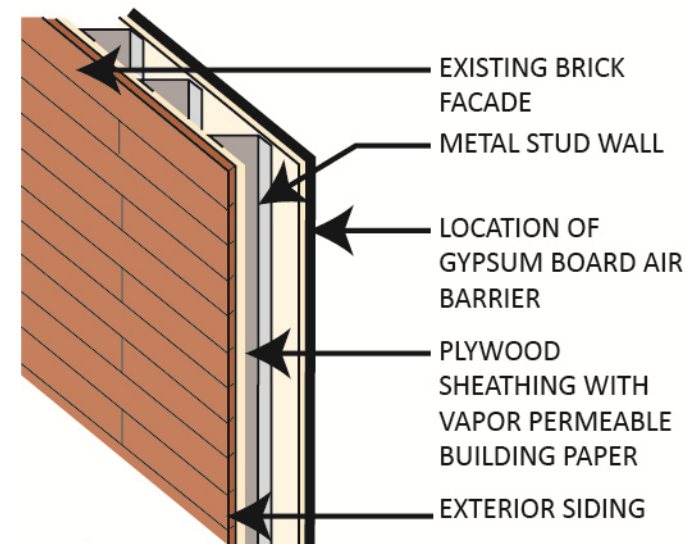 EXISTING BRICK
FACADE
METAL STUD WALL
LOCATION OF
GYPSUM BOARD AIR
BARRIER
PLYWOOD
SHEATHING WITH
VAPOR PERMEABLE
BUILDING PAPER
EXTERIOR SIDING